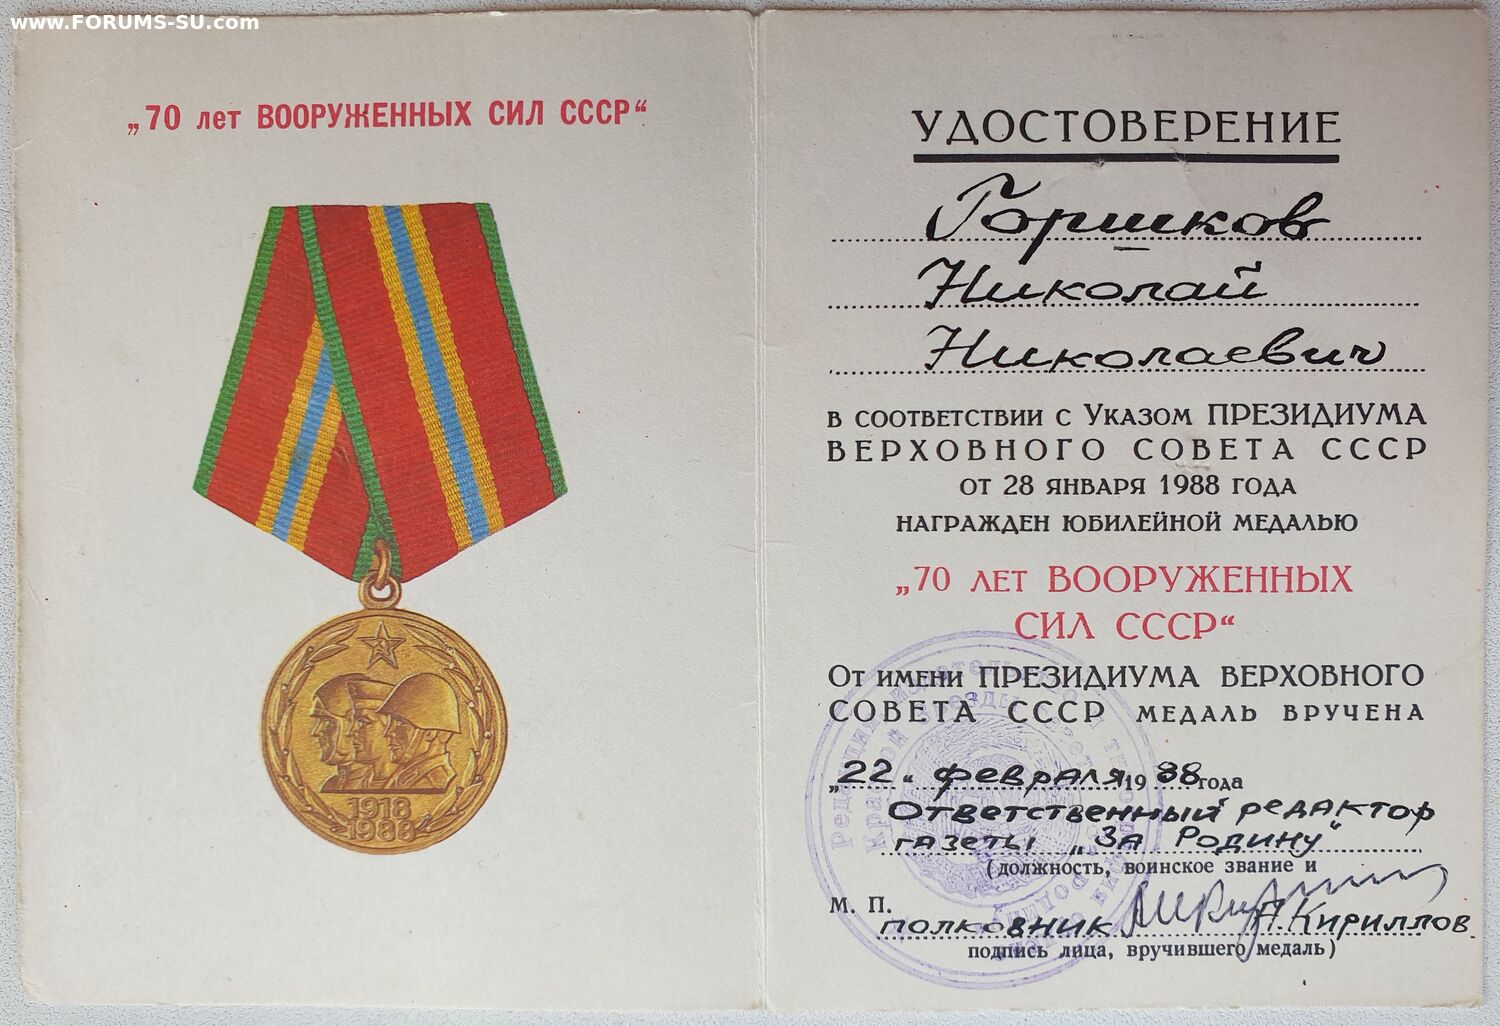 www.FORUMS-SU.com
„70 лет ВООРУЖЕННЫХ СИЛ СССР“
1918
1988
УДОСТОВЕРЕНИЕ
Горшков
Николай
Николаевич
В СООТВЕТСТВИИ С УКАЗОМ ПРЕЗИДИУМА
ВЕРХОВНОГО СОВЕТА СССР
ОТ 28 ЯНВАРЯ 1988 ГОДА
НАГРАЖДЕН ЮБИЛЕЙНОЙ МЕДАЛЬЮ
„70 ЛЕТ ВООРУЖЕННЫХ
СИЛ СССР“
ОТ ИМЕНИ ПРЕЗИДИУМА ВЕРХОВНОГО
СОВЕТА СССР МЕДАЛЬ ВРУЧЕНА
„22“ февраля 1988 года
Ответственный редактор
газеты „За Родину“
(должность, воинское звание и
М. П.
полковник А. Кириллов
подпись лица, вручившего медаль)